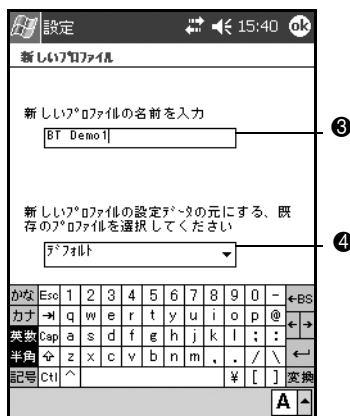 設定 15:40 ok
新しいﾌﾟﾛﾌｧｲﾙ
新しいﾌﾟﾛﾌｧｲﾙの名前を入力
BT Demo1
❸
新しいﾌﾟﾛﾌｧｲﾙの設定ﾃﾞｰﾀの元にする、既
存のﾌﾟﾛﾌｧｲﾙを選択してください
ﾃﾞﾌｫﾙﾄ
❹
かな Esc 1 2 3 4 5 6 7 8 9 0 - ←BS
カナ →| q w e r t y u i o p @ ← →
英数 Cap a s d f g h j k l ; :
半角 z x c v b n m , . / \ ↵
記号 Ctl ^ ¥ [ ] 変換
A